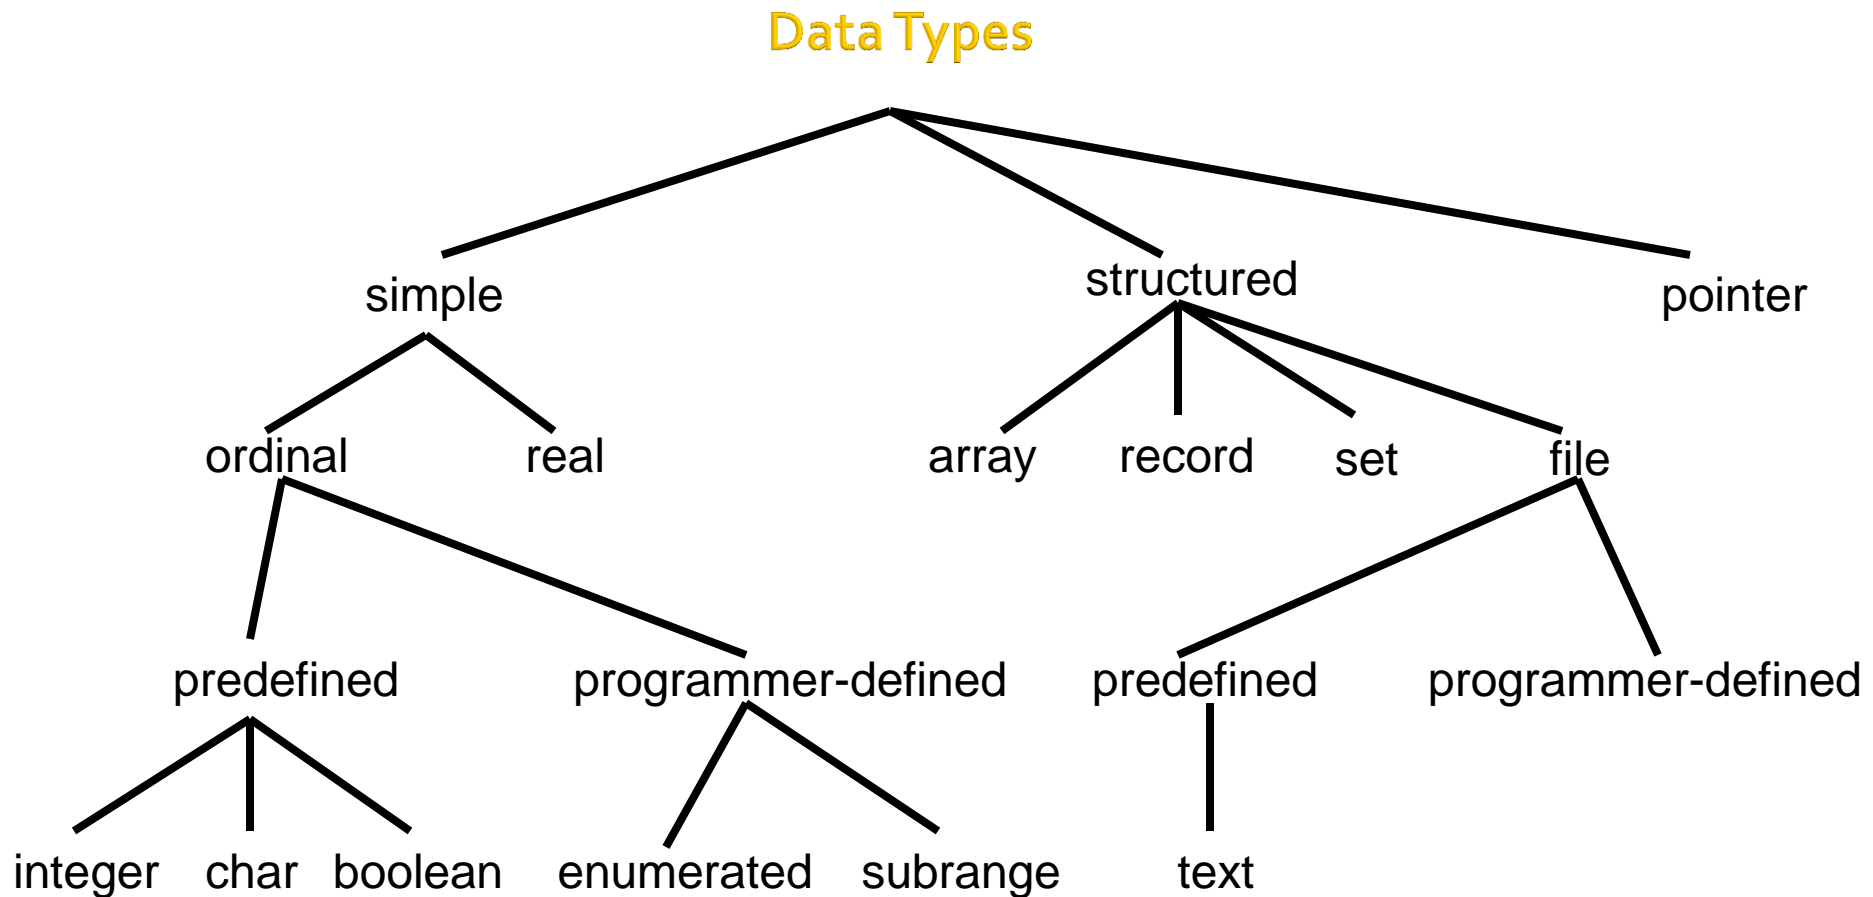 Data Types
simple structured pointer
ordinal real array record set file
predefined programmer-defined predefined programmer-defined
integer char boolean enumerated subrange text